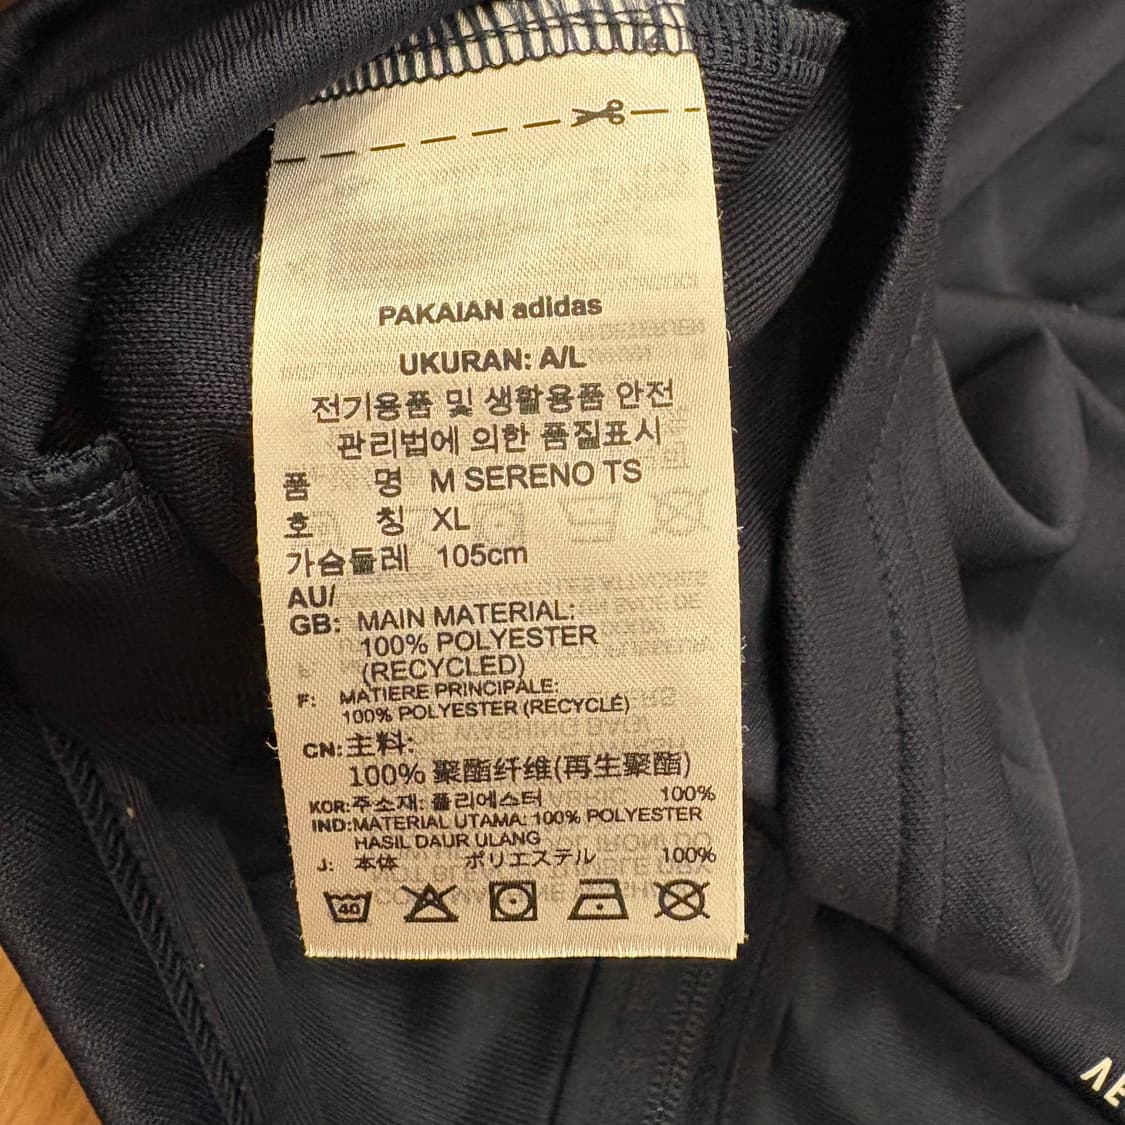 PAKAIAN adidas
UKURAN: A/L
전기용품 및 생활용품 안전
관리법에 의한 품질표시
품 명 M SERENO TS
호 칭 XL
가슴둘레 105cm
AU/
GB: MAIN MATERIAL:
100% POLYESTER
(RECYCLED)
F: MATIERE PRINCIPALE:
100% POLYESTER (RECYCLÉ)
CN: 主料:
100% 聚酯纤维(再生聚酯)
KOR: 주소재: 폴리에스터 100%
IND: MATERIAL UTAMA: 100% POLYESTER
HASIL DAUR ULANG
J: 本体 ポリエステル 100%
40